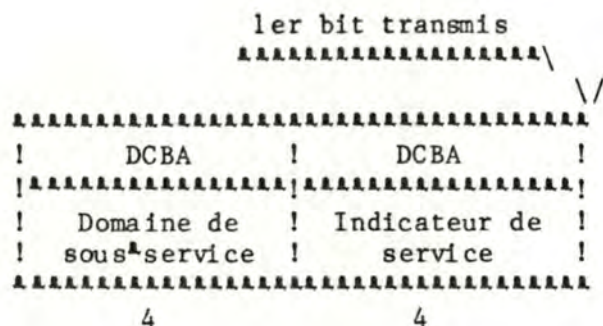 1er bit transmis
DCBA ! DCBA
Domaine de ! Indicateur de
sous-service ! service
4 4